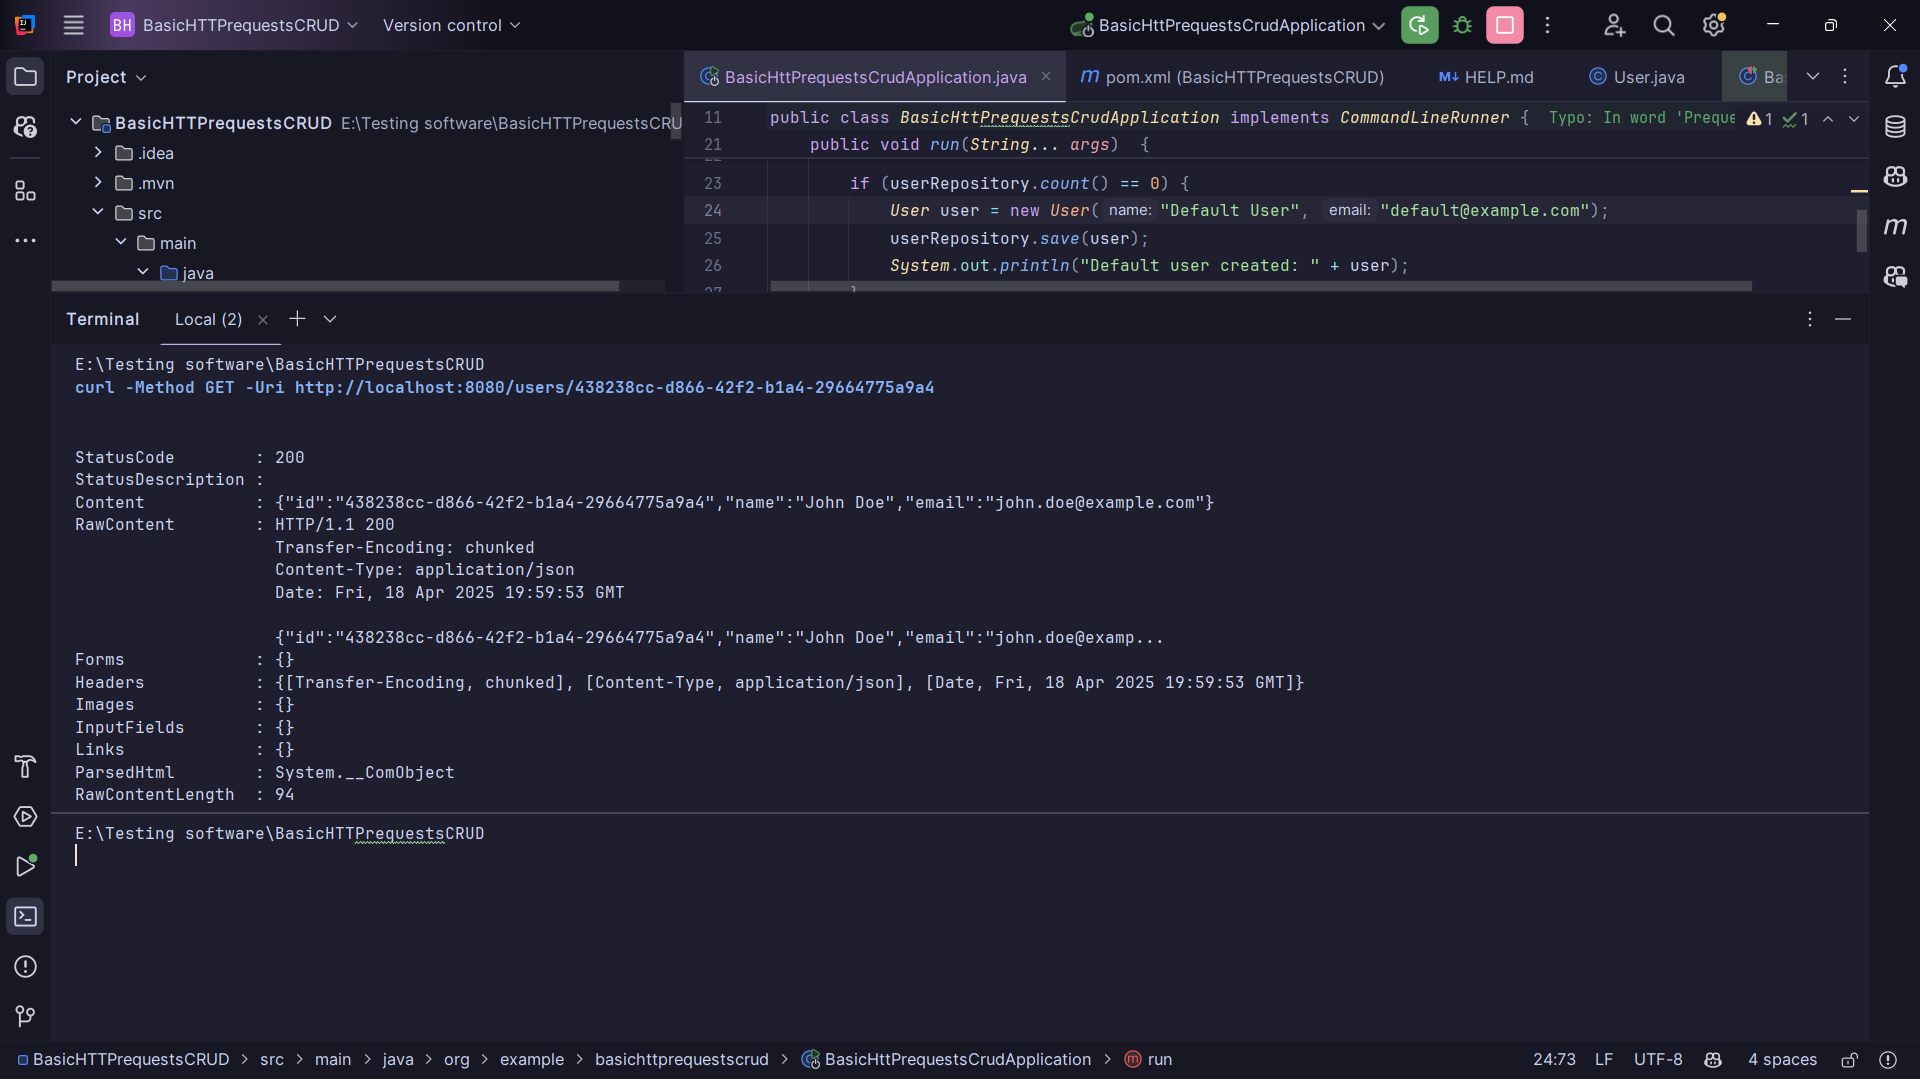 BH BasicHTTPrequestsCRUD Version control BasicHttPrequestsCrudApplication
Project
BasicHTTPrequestsCRUD E:\Testing software\BasicHTTPrequestsCRU
.idea
.mvn
src
main
java
BasicHttPrequestsCrudApplication.java m pom.xml (BasicHTTPrequestsCRUD) M↓ HELP.md User.java Ba
11 public class BasicHttPrequestsCrudApplication implements CommandLineRunner { Typo: In word 'Preque 1 1
21 public void run(String... args) {
23 if (userRepository.count() == 0) {
24 User user = new User( name: "Default User", email: "default@example.com");
25 userRepository.save(user);
26 System.out.println("Default user created: " + user);
27 }
Terminal Local (2)
E:\Testing software\BasicHTTPrequestsCRUD
curl -Method GET -Uri http://localhost:8080/users/438238cc-d866-42f2-b1a4-29664775a9a4
StatusCode : 200
StatusDescription :
Content : {"id":"438238cc-d866-42f2-b1a4-29664775a9a4","name":"John Doe","email":"john.doe@example.com"}
RawContent : HTTP/1.1 200
Transfer-Encoding: chunked
Content-Type: application/json
Date: Fri, 18 Apr 2025 19:59:53 GMT
{"id":"438238cc-d866-42f2-b1a4-29664775a9a4","name":"John Doe","email":"john.doe@examp...
Forms : {}
Headers : {[Transfer-Encoding, chunked], [Content-Type, application/json], [Date, Fri, 18 Apr 2025 19:59:53 GMT]}
Images : {}
InputFields : {}
Links : {}
ParsedHtml : System.__ComObject
RawContentLength : 94
E:\Testing software\BasicHTTPrequestsCRUD
BasicHTTPrequestsCRUD > src > main > java > org > example > basichttprequestscrud > BasicHttPrequestsCrudApplication > m run 24:73 LF UTF-8 4 spaces